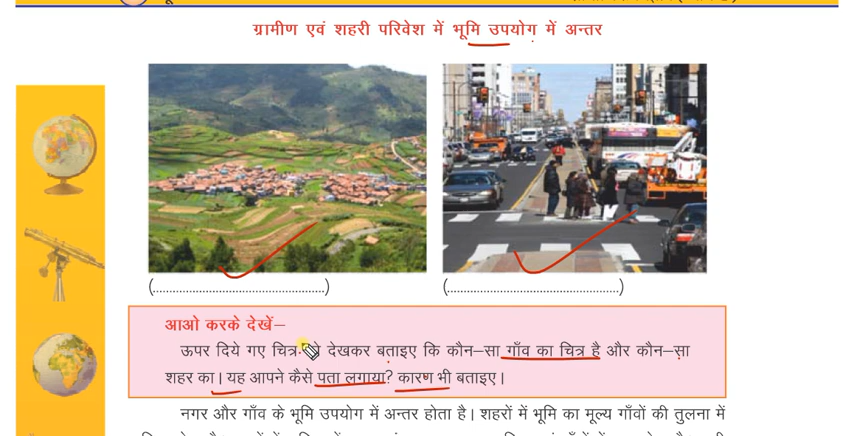 ग्रामीण एवं शहरी परिवेश में भूमि उपयोग में अन्तर
(..........................................) (..........................................)
आओ करके देखें–
ऊपर दिये गए चित्र देखकर बताइए कि कौन–सा गाँव का चित्र है और कौन–सा
शहर का। यह आपने कैसे पता लगाया? कारण भी बताइए।
नगर और गाँव के भूमि उपयोग में अन्तर होता है। शहरों में भूमि का मूल्य गाँवों की तुलना में